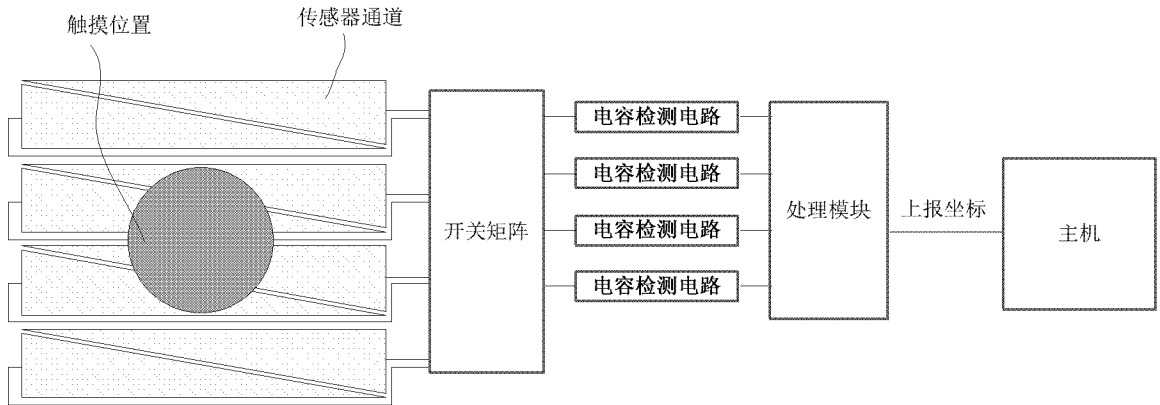 触摸位置
传感器通道
开关矩阵
电容检测电路
电容检测电路
电容检测电路
电容检测电路
处理模块
上报坐标
主机